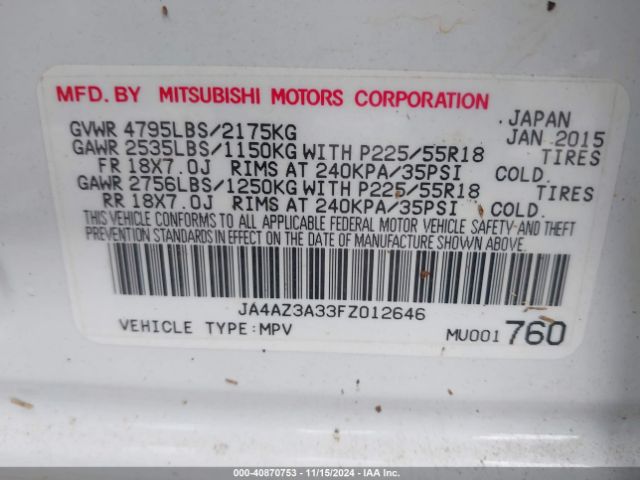 MFD. BY MITSUBISHI MOTORS CORPORATION
JAPAN
GVWR 4795LBS/2175KG JAN 2015
GAWR 2535LBS/1150KG WITH P225/55R18 TIRES
FR 18X7.0J RIMS AT 240KPA/35PSI COLD.
GAWR 2756LBS/1250KG WITH P225/55R18 TIRES
RR 18X7.0J RIMS AT 240KPA/35PSI COLD.
THIS VEHICLE CONFORMS TO ALL APPLICABLE FEDERAL MOTOR VEHICLE SAFETY AND THEFT
PREVENTION STANDARDS IN EFFECT ON THE DATE OF MANUFACTURE SHOWN ABOVE.
JA4AZ3A33FZ012646
VEHICLE TYPE:MPV MU001 760
000-40870753 - 11/15/2024 - IAA Inc.